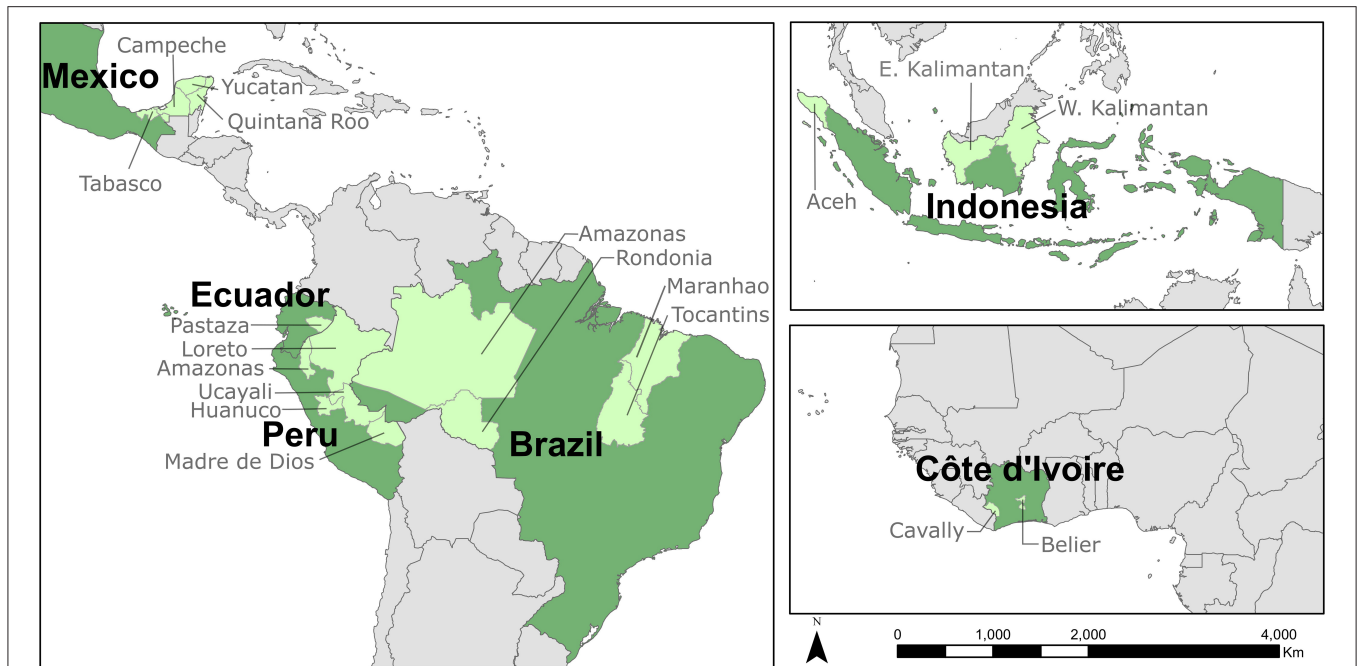 Campeche
Mexico
Yucatan
Quintana Roo
Tabasco
Amazonas
Rondonia
Maranhao
Tocantins
Ecuador
Pastaza
Loreto
Amazonas
Ucayali
Huanuco
Peru
Madre de Dios
Brazil
E. Kalimantan
W. Kalimantan
Aceh
Indonesia
Côte d'Ivoire
Cavally
Belier
N
0 1,000 2,000 4,000
Km